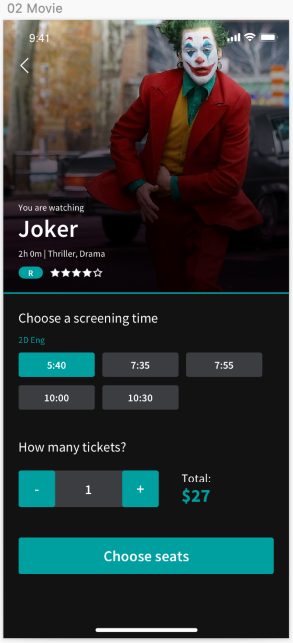 02 Movie
9:41
You are watching
Joker
2h 0m | Thriller, Drama
R
Choose a screening time
2D Eng
5:40 7:35 7:55
10:00 10:30
How many tickets?
- 1 +
Total:
$27
Choose seats